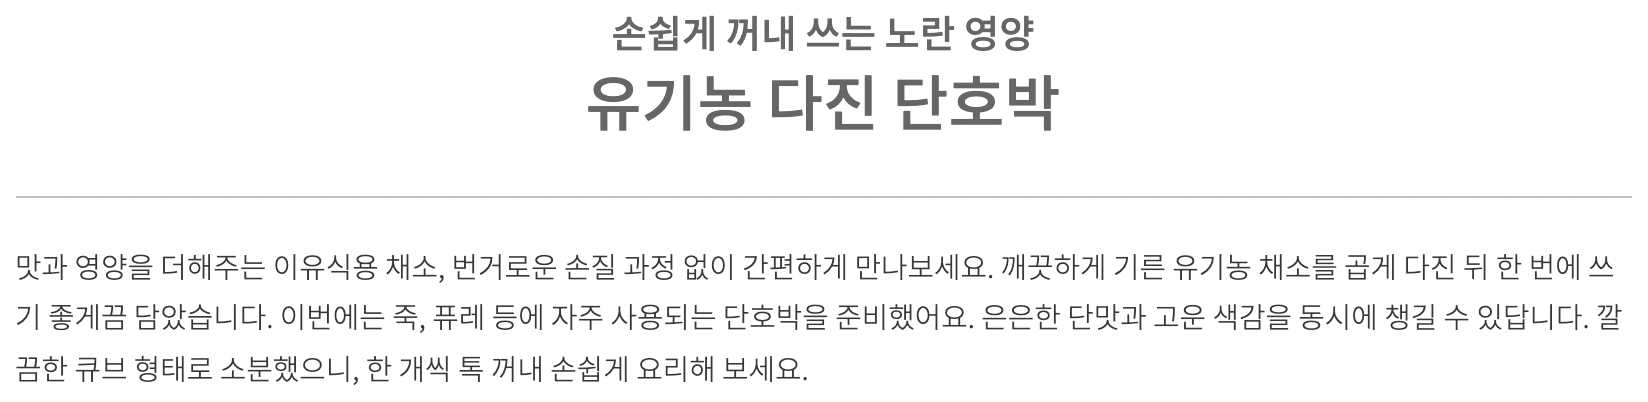 손쉽게 꺼내 쓰는 노란 영양
유기농 다진 단호박
맛과 영양을 더해주는 이유식용 채소, 번거로운 손질 과정 없이 간편하게 만나보세요. 깨끗하게 기른 유기농 채소를 곱게 다진 뒤 한 번에 쓰
기 좋게끔 담았습니다. 이번에는 죽, 퓨레 등에 자주 사용되는 단호박을 준비했어요. 은은한 단맛과 고운 색감을 동시에 챙길 수 있답니다. 깔
끔한 큐브 형태로 소분했으니, 한 개씩 톡 꺼내 손쉽게 요리해 보세요.